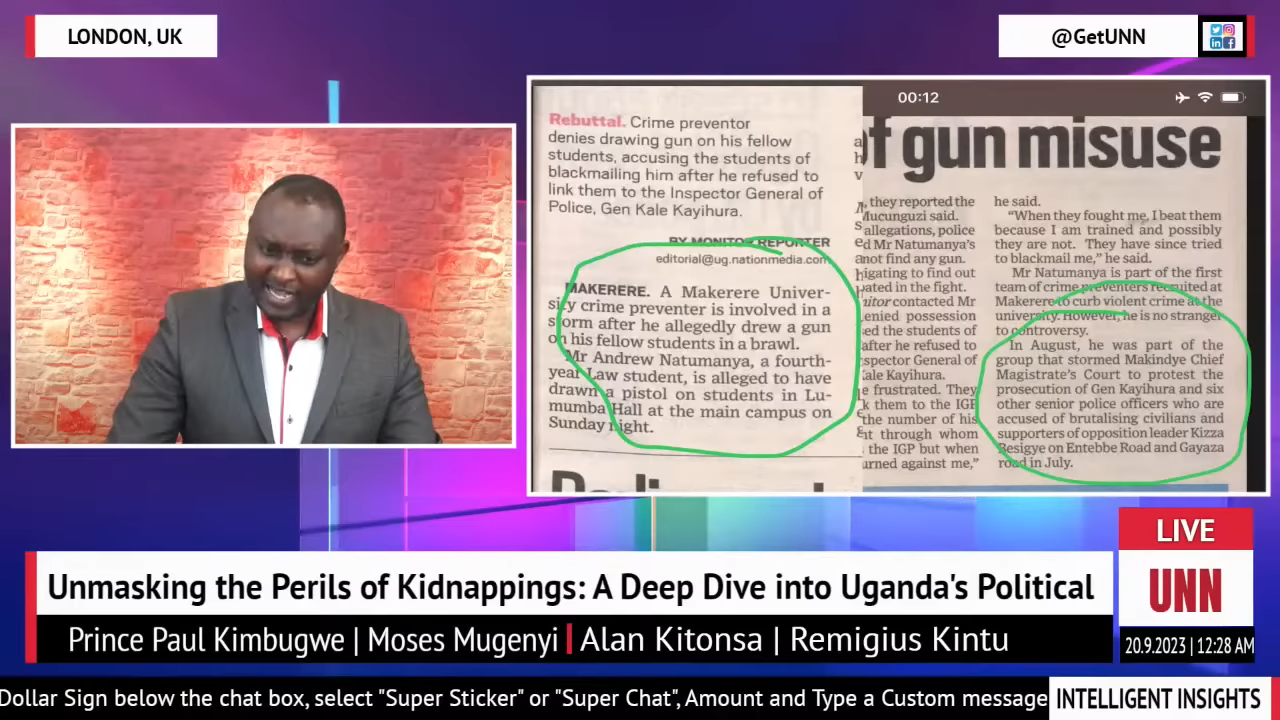 LONDON, UK
@GetUNN
00:12
Rebuttal. Crime preventor
denies drawing gun on his fellow
students, accusing the students of
blackmailing him after he refused to
link them to the Inspector General of
Police, Gen Kale Kayihura.
BY MONITOR REPORTER
editorial@ug.nationmedia.com
MAKERERE. A Makerere Univer-
sity crime preventer is involved in a
storm after he allegedly drew a gun
on his fellow students in a brawl.
Mr Andrew Natumanya, a fourth-
year Law student, is alleged to have
drawn a pistol on students in Lu-
mumba Hall at the main campus on
Sunday night.
of gun misuse
they reported the
Mucunguzi said.
allegations, police
ed Mr Natumanya's
not find any gun.
tigating to find out
ated in the fight.
nitor contacted Mr
enied possession
sed the students of
after he refused to
spector General of
Kale Kayihura.
e frustrated. They
k them to the IGP
the number of his
nt through whom
the IGP but when
urned against me,"
he said.
"When they fought me, I beat them
because I am trained and possibly
they are not. They have since tried
to blackmail me," he said.
Mr Natumanya is part of the first
team of crime preventers recruited at
Makerere to curb violent crime at the
university. However, he is no stranger
to controversy.
In August, he was part of the
group that stormed Makindye Chief
Magistrate's Court to protest the
prosecution of Gen Kayihura and six
other senior police officers who are
accused of brutalising civilians and
supporters of opposition leader Kizza
Besigye on Entebbe Road and Gayaza
road in July.
LIVE
UNN
20.9.2023 | 12:28 AM
Unmasking the Perils of Kidnappings: A Deep Dive into Uganda's Political
Prince Paul Kimbugwe | Moses Mugenyi | Alan Kitonsa | Remigius Kintu
Dollar Sign below the chat box, select "Super Sticker" or "Super Chat", Amount and Type a Custom message
INTELLIGENT INSIGHTS